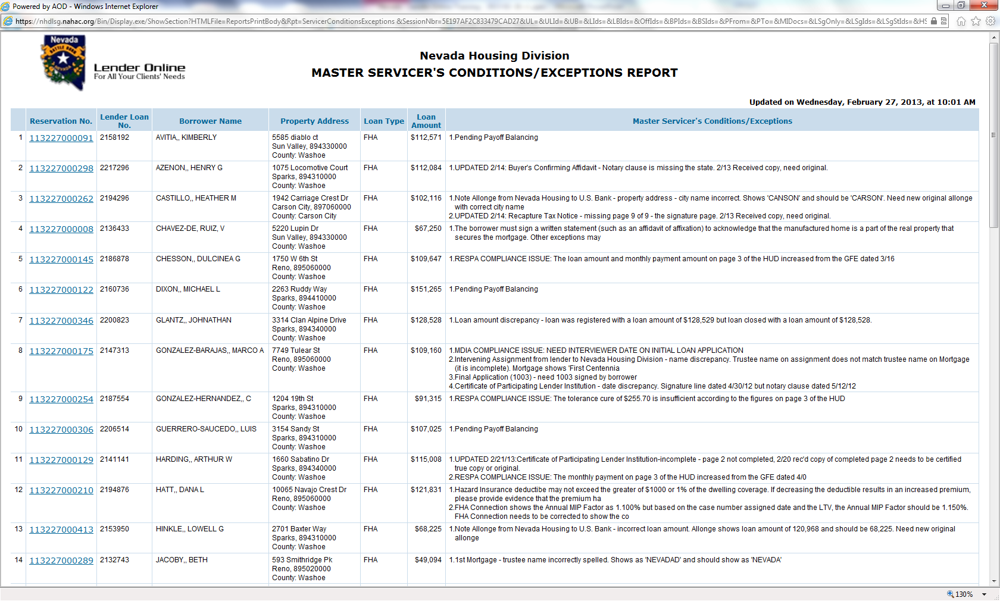 Powered by AOD - Windows Internet Explorer
https://nhdlsg.nahac.org/Bin/Display.exe/ShowSection?HTMLFile=ReportsPrintBody&Rpt=ServicerConditionsExceptions &SessionNbr=5E197AF2C833479CAD27&UL=&ULId=&UB=&LIds=&LBIds=&OffIds=&BPIds=&BSIds=&PFrom=&PTo=&MIDocs=&LSgOnly=&LSgIds=&LSgStIds=&HS
Nevada
Lender Online
For All Your Clients' Needs
Nevada Housing Division
MASTER SERVICER'S CONDITIONS/EXCEPTIONS REPORT
Updated on Wednesday, February 27, 2013, at 10:01 AM
Reservation No. Lender Loan No. Borrower Name Property Address Loan Type Loan Amount Master Servicer's Conditions/Exceptions
1 113227000091 2158192 AVITIA,, KIMBERLY 5585 diablo ct FHA $112,571 1.Pending Payoff Balancing
Sun Valley, 894330000
County: Washoe
2 113227000298 2217296 AZENON,, HENRY G 1075 Locomotive Court FHA $112,084 1.UPDATED 2/14: Buyer's Confirming Affidavit - Notary clause is missing the state. 2/13 Received copy, need original.
Sparks, 894310000
County: Washoe
3 113227000262 2194296 CASTILLO,, HEATHER M 1942 Carriage Crest Dr FHA $102,116 1.Note Allonge from Nevada Housing to U.S. Bank - property address - city name incorrect. Shows 'CANSON' and should be 'CARSON'. Need new original allonge
Carson City, 897060000 with correct city name
County: Carson City 2.UPDATED 2/14: Recapture Tax Notice - missing page 9 of 9 - the signature page. 2/13 Received copy, need original.
4 113227000008 2136433 CHAVEZ-DE, RUIZ, V 5220 Lupin Dr FHA $67,250 1.The borrower must sign a written statement (such as an affidavit of affixation) to acknowledge that the manufactured home is a part of the real property that
Sun Valley, 894330000 secures the mortgage. Other exceptions may
County: Washoe
5 113227000145 2186878 CHESSON,, DULCINEA G 1750 W 6th St FHA $109,647 1.RESPA COMPLIANCE ISSUE: The loan amount and monthly payment amount on page 3 of the HUD increased from the GFE dated 3/16
Reno, 895060000
County: Washoe
6 113227000122 2160736 DIXON,, MICHAEL L 2263 Ruddy Way FHA $151,265 1.Pending Payoff Balancing
Sparks, 894410000
County: Washoe
7 113227000346 2200823 GLANTZ,, JOHNATHAN 3314 Clan Alpine Drive FHA $128,528 1.Loan amount discrepancy - loan was registered with a loan amount of $128,529 but loan closed with a loan amount of $128,528.
Sparks, 894340000
County: Washoe
8 113227000175 2147313 GONZALEZ-BARAJAS,, MARCO A 7749 Tulear St FHA $109,160 1.MDIA COMPLIANCE ISSUE: NEED INTERVIEWER DATE ON INITIAL LOAN APPLICATION
Reno, 895060000 2.Intervening Assignment from lender to Nevada Housing Division - name discrepancy. Trustee name on assignment does not match trustee name on Mortgage
County: Washoe (it is incomplete). Mortgage shows 'First Centennia
3.Final Application (1003) - need 1003 signed by borrower
4.Certificate of Participating Lender Institution - date discrepancy. Signature line dated 4/30/12 but notary clause dated 5/12/12
9 113227000254 2187554 GONZALEZ-HERNANDEZ,, C 1204 19th St FHA $91,315 1.RESPA COMPLIANCE ISSUE: The tolerance cure of $255.70 is insufficient according to the figures on page 3 of the HUD
Sparks, 894310000
County: Washoe
10 113227000306 2206514 GUERRERO-SAUCEDO,, LUIS 3154 Sandy St FHA $107,025 1.Pending Payoff Balancing
Sparks, 894310000
County: Washoe
11 113227000129 2141141 HARDING,, ARTHUR W 1660 Sabatino Dr FHA $115,008 1.UPDATED 2/21/13:Certificate of Participating Lender Institution-incomplete - page 2 not completed, 2/20 rec'd copy of completed page 2 needs to be certified
Sparks, 894340000 true copy or original.
County: Washoe 2.RESPA COMPLIANCE ISSUE: The monthly payment on page 3 of the HUD increased from the GFE dated 4/0
12 113227000210 2194876 HATT,, DANA L 10065 Navajo Crest Dr FHA $121,831 1.Hazard Insurance deductibe may not exceed the greater of $1000 or 1% of the dwelling coverage. If decreasing the deductible results in an increased premium,
Reno, 895060000 please provide evidence that the premium ha
County: Washoe 2.FHA Connection shows the Annual MIP Factor as 1.100% but based on the case number assigned date and the LTV, the Annual MIP Factor should be 1.150%.
FHA Connection needs to be corrected to show the co
13 113227000413 2153950 HINKLE,, LOWELL G 2701 Baxter Way FHA $68,225 1.Note Allonge from Nevada Housing to U.S. Bank - incorrect loan amount. Allonge shows loan amount of 120,968 and should be 68,225. Need new original
Sparks, 894310000 allonge
County: Washoe
14 113227000289 2132743 JACOBY,, BETH 593 Smithridge Pk FHA $49,094 1.1st Mortgage - trustee name incorrectly spelled. Shows as 'NEVADAD' and should show as 'NEVADA'
Reno, 895020000
County: Washoe
130%